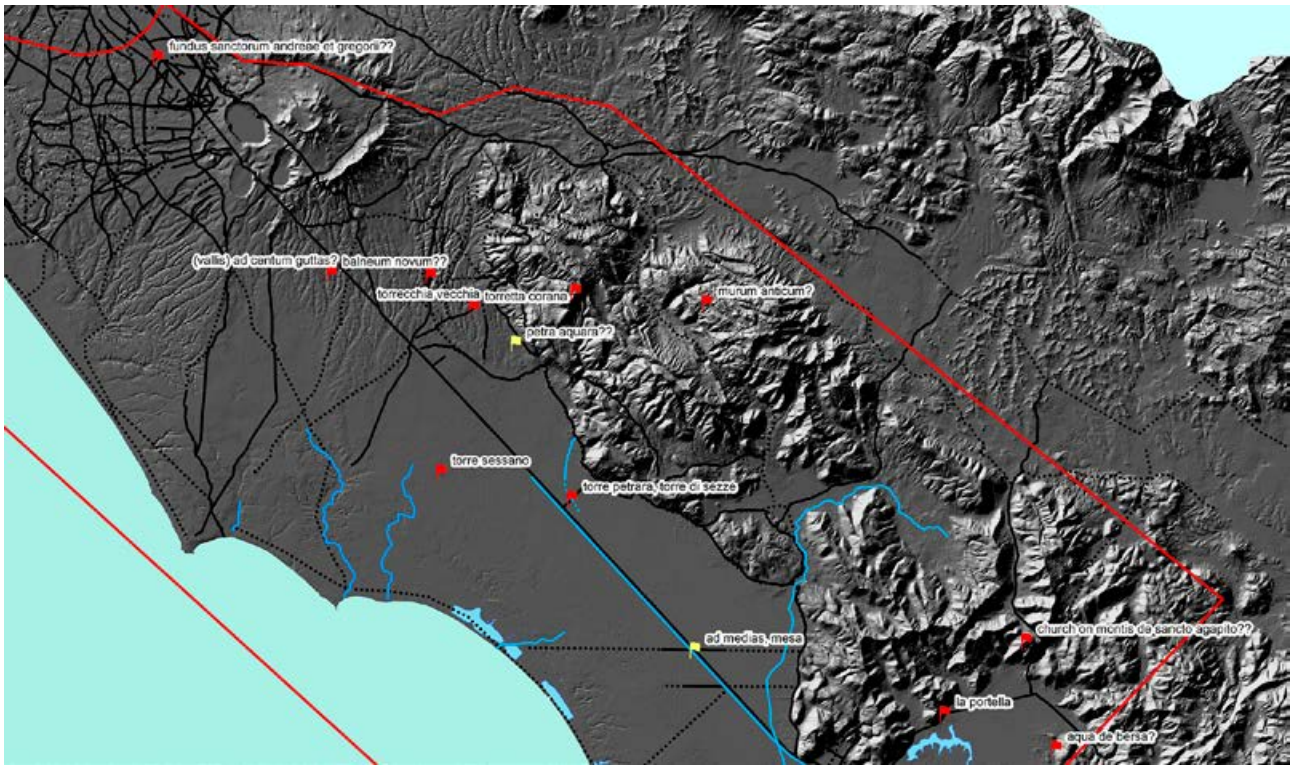 fundus sanctorum andreae et gregorii??
(vallis) ad centum guttas?
balneum novum??
torrecchia vecchia
torretta corana
murum anticum?
petra aquara??
torre sessano
torre petrara, torre di sezze
church on montis de sancto agapito??
ad medias, mesa
la portella
aqua de bersa?